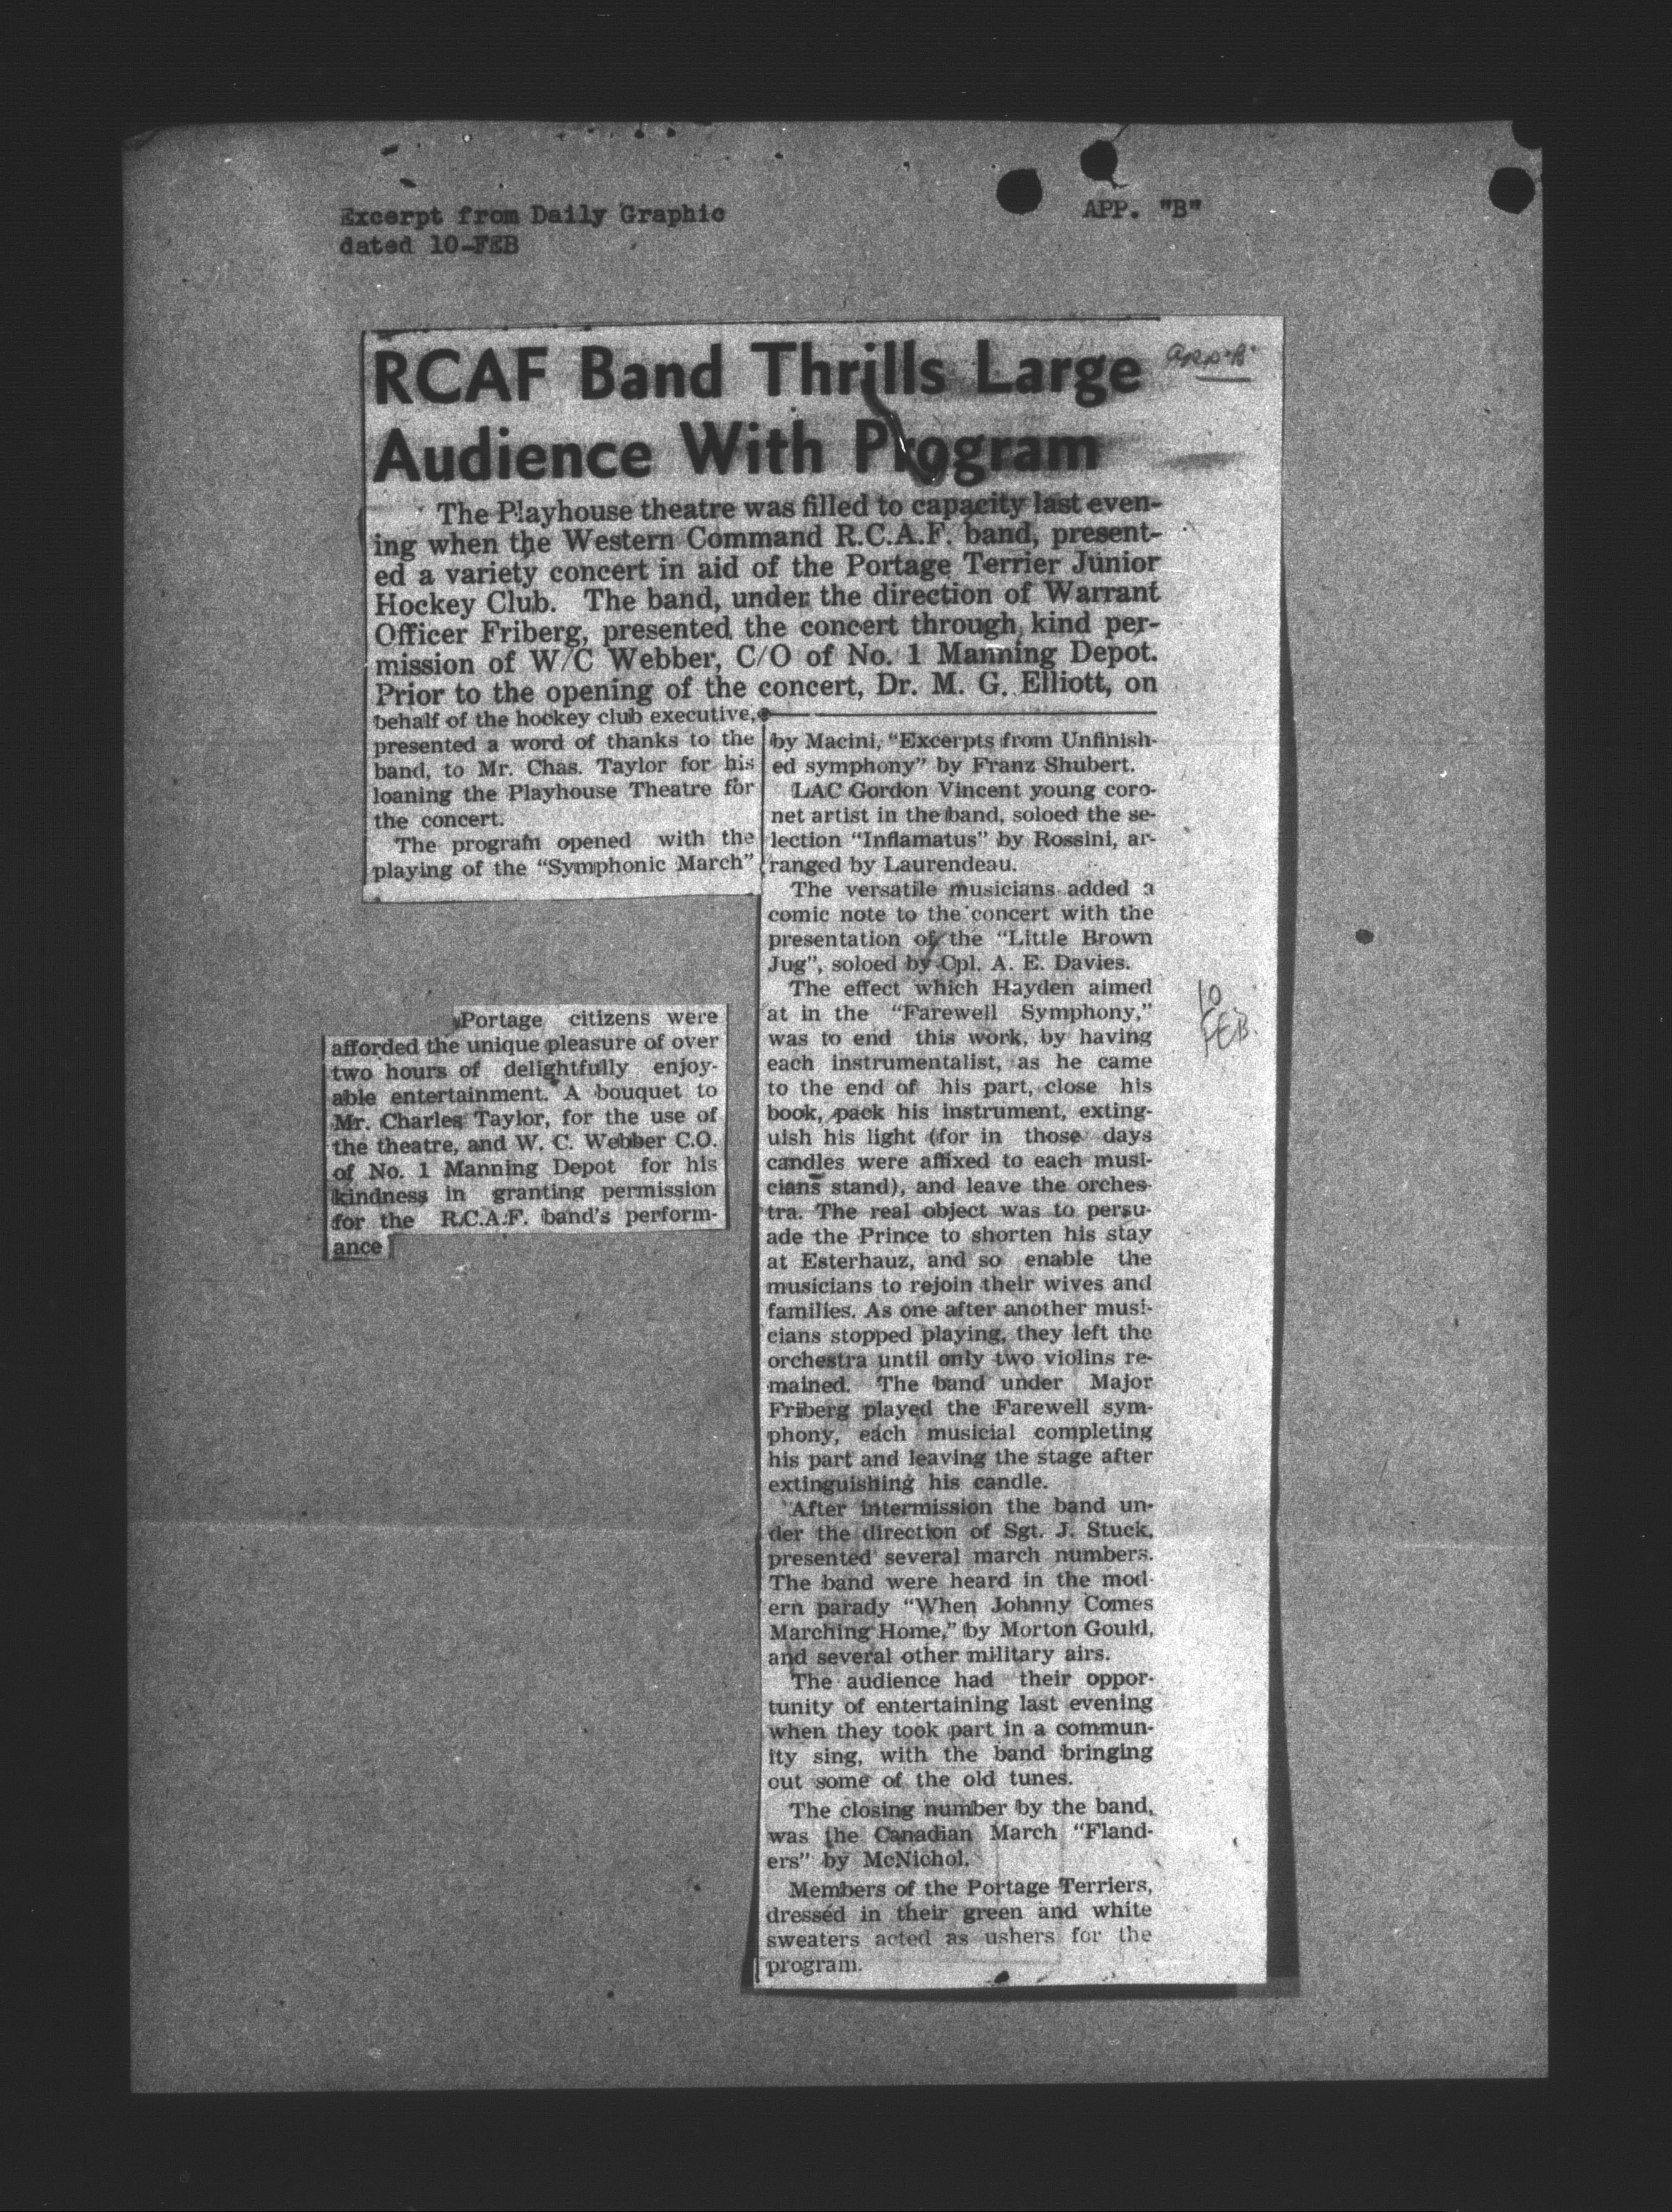 Excerpt from Daily Graphic
dated 10-FEB
APP. "B"
RCAF Band Thrills Large
Audience With Program
App "B"
The Playhouse theatre was filled to capacity last even-
ing when the Western Command R.C.A.F. band, present-
ed a variety concert in aid of the Portage Terrier Junior
Hockey Club. The band, under the direction of Warrant
Officer Friberg, presented the concert through kind per-
mission of W/C Webber, C/O of No. 1 Manning Depot.
Prior to the opening of the concert, Dr. M. G. Elliott, on
behalf of the hockey club executive,
presented a word of thanks to the
band, to Mr. Chas. Taylor for his
loaning the Playhouse Theatre for
the concert.
The program opened with the
playing of the "Symphonic March"
by Macini, "Excerpts from Unfinish-
ed symphony" by Franz Shubert.
LAC Gordon Vincent young coro-
net artist in the band, soloed the se-
lection "Inflamatus" by Rossini, ar-
ranged by Laurendeau.
The versatile musicians added a
comic note to the concert with the
presentation of the "Little Brown
Jug", soloed by Cpl. A. E. Davies.
The effect which Hayden aimed
at in the "Farewell Symphony,"
was to end this work, by having
each instrumentalist, as he came
to the end of his part, close his
book, pack his instrument, exting-
uish his light (for in those days
candles were affixed to each musi-
cians stand), and leave the orches-
tra. The real object was to persu-
ade the Prince to shorten his stay
at Esterhauz, and so enable the
musicians to rejoin their wives and
families. As one after another musi-
cians stopped playing, they left the
orchestra until only two violins re-
mained. The band under Major
Friberg played the Farewell sym-
phony, each musicial completing
his part and leaving the stage after
extinguishing his candle.
After intermission the band un-
der the direction of Sgt. J. Stuck,
presented several march numbers.
The band were heard in the mod-
ern parady "When Johnny Comes
Marching Home," by Morton Gould,
and several other military airs.
The audience had their oppor-
tunity of entertaining last evening
when they took part in a commun-
ity sing, with the band bringing
out some of the old tunes.
The closing number by the band,
was the Canadian March "Fland-
ers" by McNichol.
Members of the Portage Terriers,
dressed in their green and white
sweaters acted as ushers for the
program.
10
FEB.
Portage citizens were
afforded the unique pleasure of over
two hours of delightfully enjoy-
able entertainment. A bouquet to
Mr. Charles Taylor, for the use of
the theatre, and W. C. Webber C.O.
of No. 1 Manning Depot for his
kindness in granting permission
for the R.C.A.F. band's perform-
ance